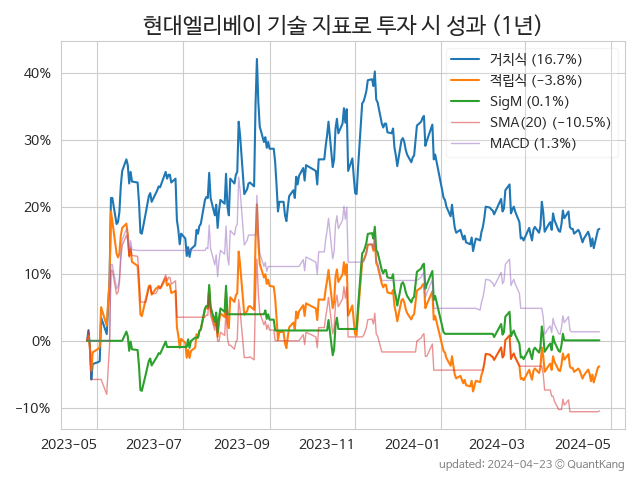 현대엘리베이 기술 지표로 투자 시 성과 (1년)
거치식 (16.7%)
적립식 (−3.8%)
SigM (0.1%)
SMA(20) (−10.5%)
MACD (1.3%)
40%
30%
20%
10%
0%
−10%
2023-05 2023-07 2023-09 2023-11 2024-01 2024-03 2024-05
updated: 2024-04-23 © QuantKang